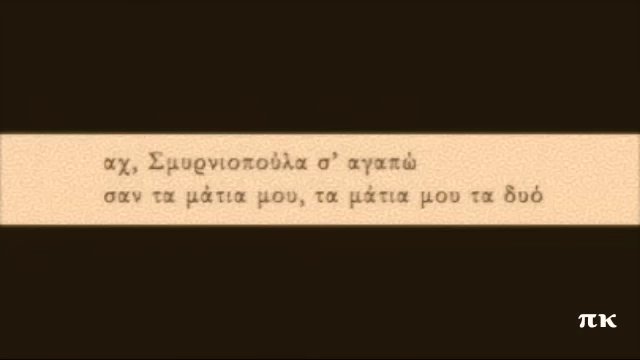 αχ, Σμυρνιοπούλα σ' αγαπώ
σαν τα μάτια μου, τα μάτια μου τα δυό
πκ